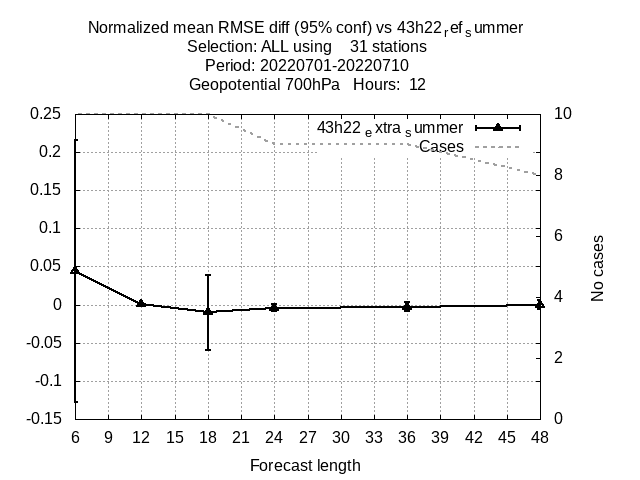 Normalized mean RMSE diff (95% conf) vs 43h22refsummer
Selection: ALL using 31 stations
Period: 20220701-20220710
Geopotential 700hPa Hours: 12
43h22extrasummer
Cases
0.25
0.2
0.15
0.1
0.05
0
-0.05
-0.1
-0.15
10
8
6
4
2
0
No cases
6 9 12 15 18 21 24 27 30 33 36 39 42 45 48
Forecast length